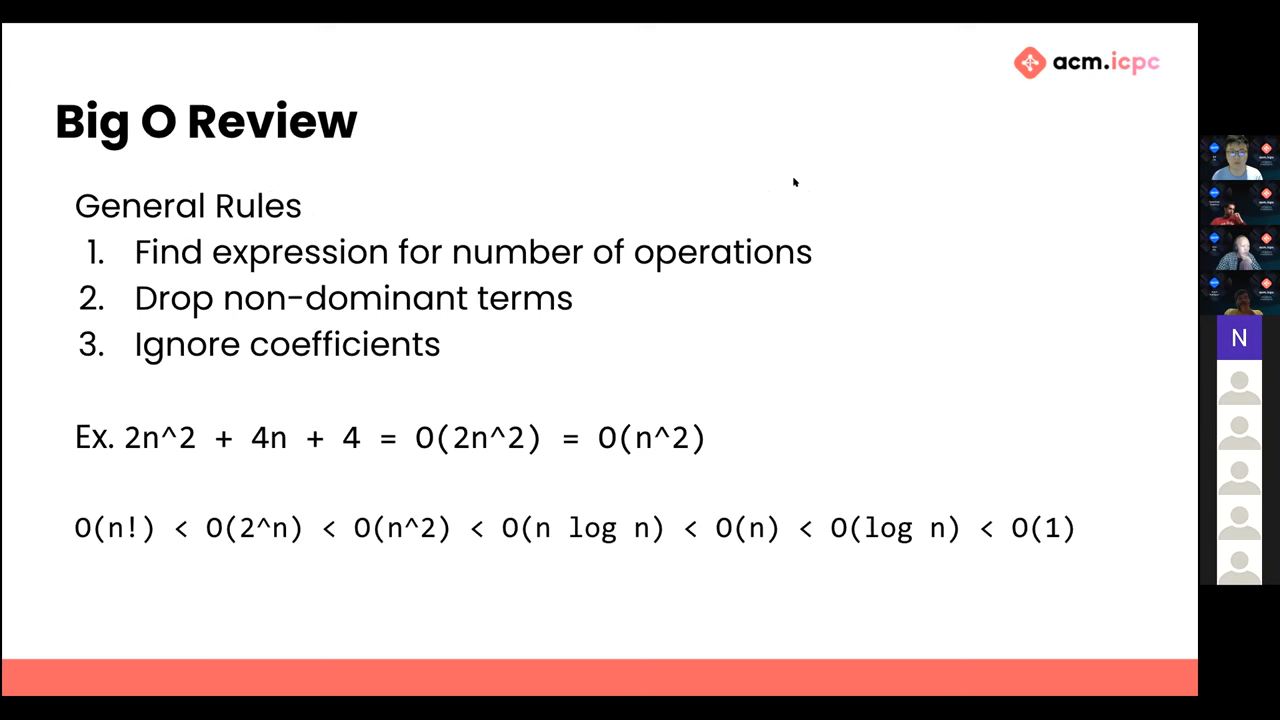 acm.icpc
Big O Review
General Rules
1. Find expression for number of operations
2. Drop non-dominant terms
3. Ignore coefficients
Ex. 2n^2 + 4n + 4 = O(2n^2) = O(n^2)
O(n!) < O(2^n) < O(n^2) < O(n log n) < O(n) < O(log n) < O(1)
N